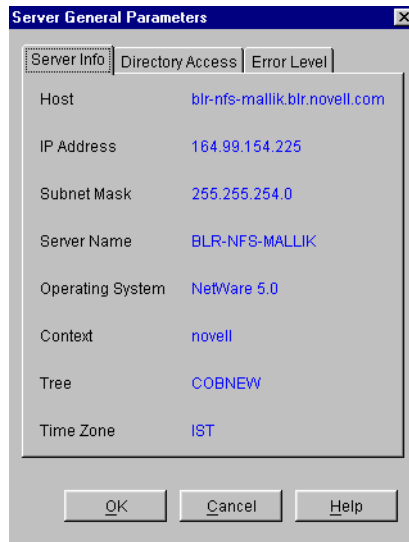 Server General Parameters
Server Info Directory Access Error Level
Host blr-nfs-mallik.blr.novell.com
IP Address 164.99.154.225
Subnet Mask 255.255.254.0
Server Name BLR-NFS-MALLIK
Operating System NetWare 5.0
Context novell
Tree COBNEW
Time Zone IST
OK Cancel Help